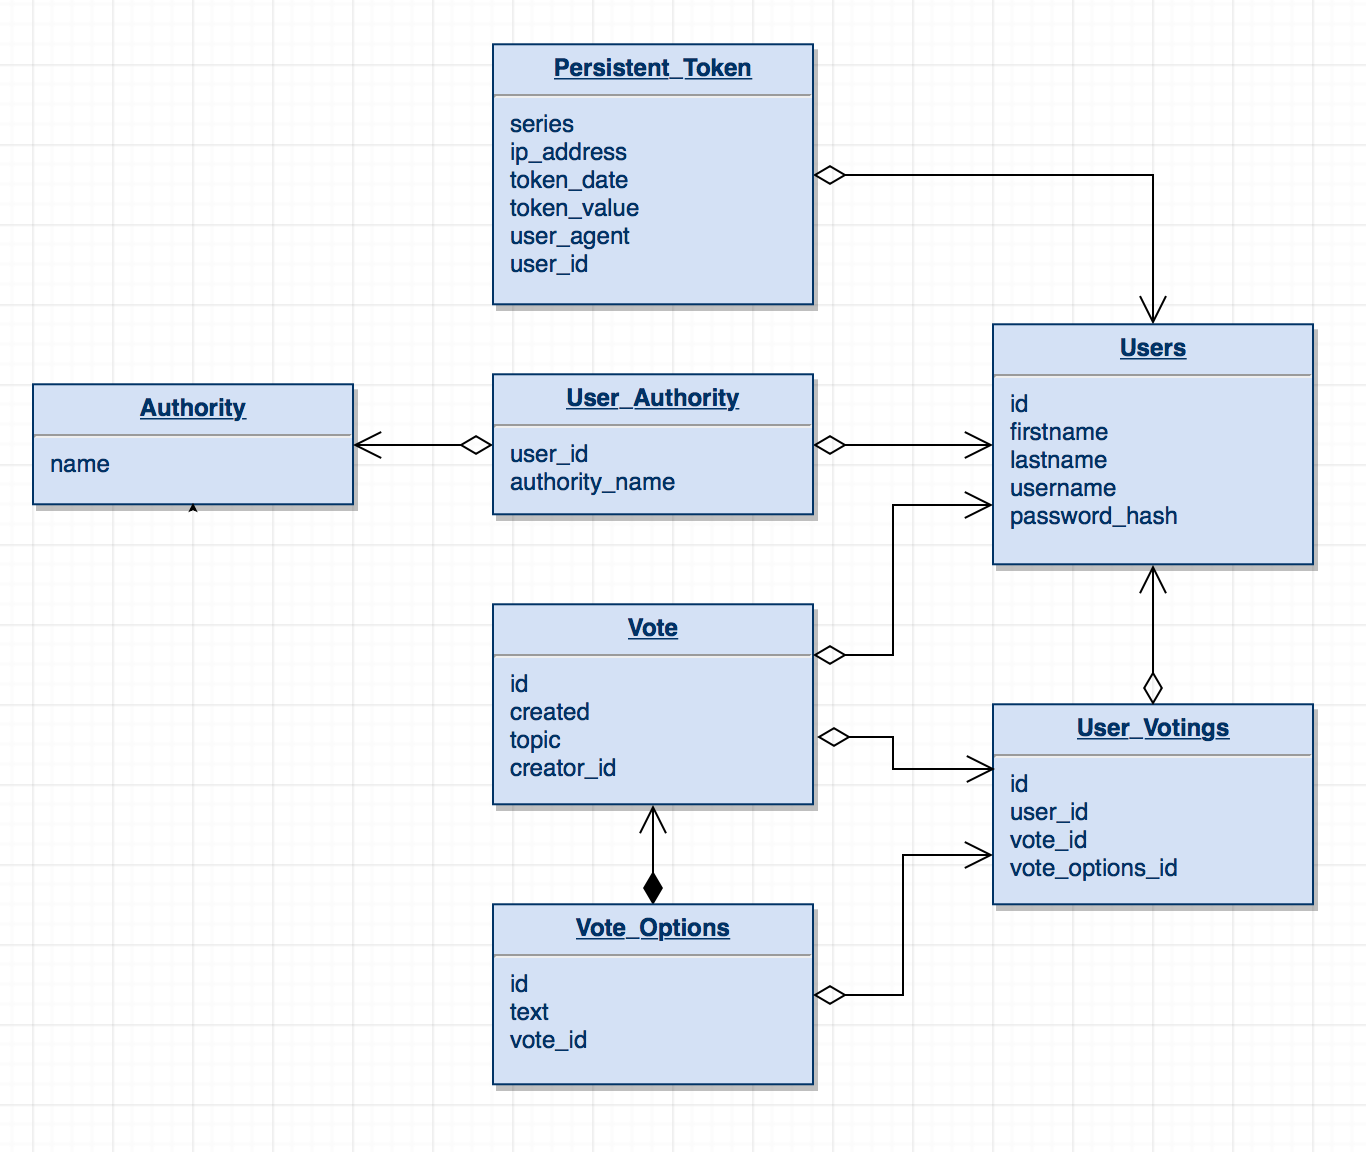 Persistent_Token
series
ip_address
token_date
token_value
user_agent
user_id
Users
id
firstname
lastname
username
password_hash
Authority
name
User_Authority
user_id
authority_name
Vote
id
created
topic
creator_id
User_Votings
id
user_id
vote_id
vote_options_id
Vote_Options
id
text
vote_id